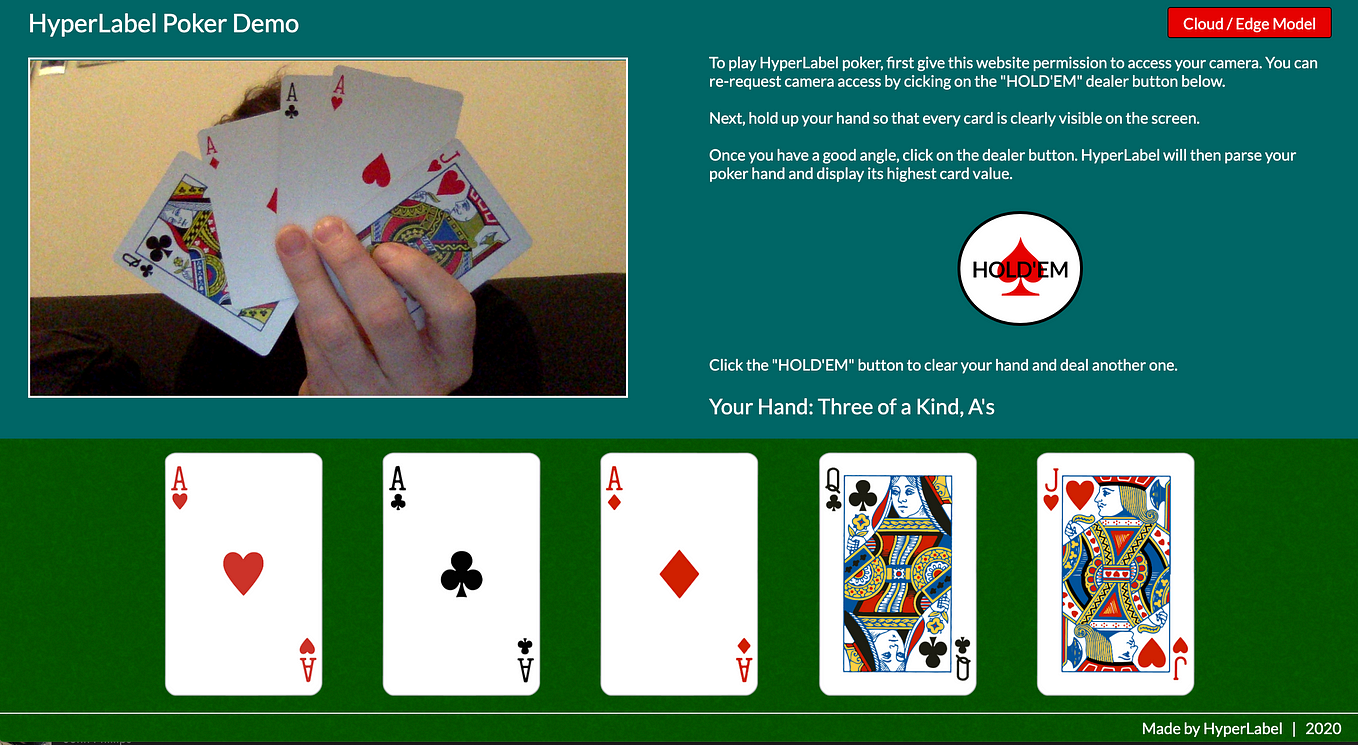 HyperLabel Poker Demo
Cloud / Edge Model
To play HyperLabel poker, first give this website permission to access your camera. You can
re-request camera access by cicking on the "HOLD'EM" dealer button below.
Next, hold up your hand so that every card is clearly visible on the screen.
Once you have a good angle, click on the dealer button. HyperLabel will then parse your
poker hand and display its highest card value.
A
A
A
J
Q
HOLD'EM
Click the "HOLD'EM" button to clear your hand and deal another one.
Your Hand: Three of a Kind, A's
A
A
A
Q
J
A
A
A
Q
J
Made by HyperLabel | 2020